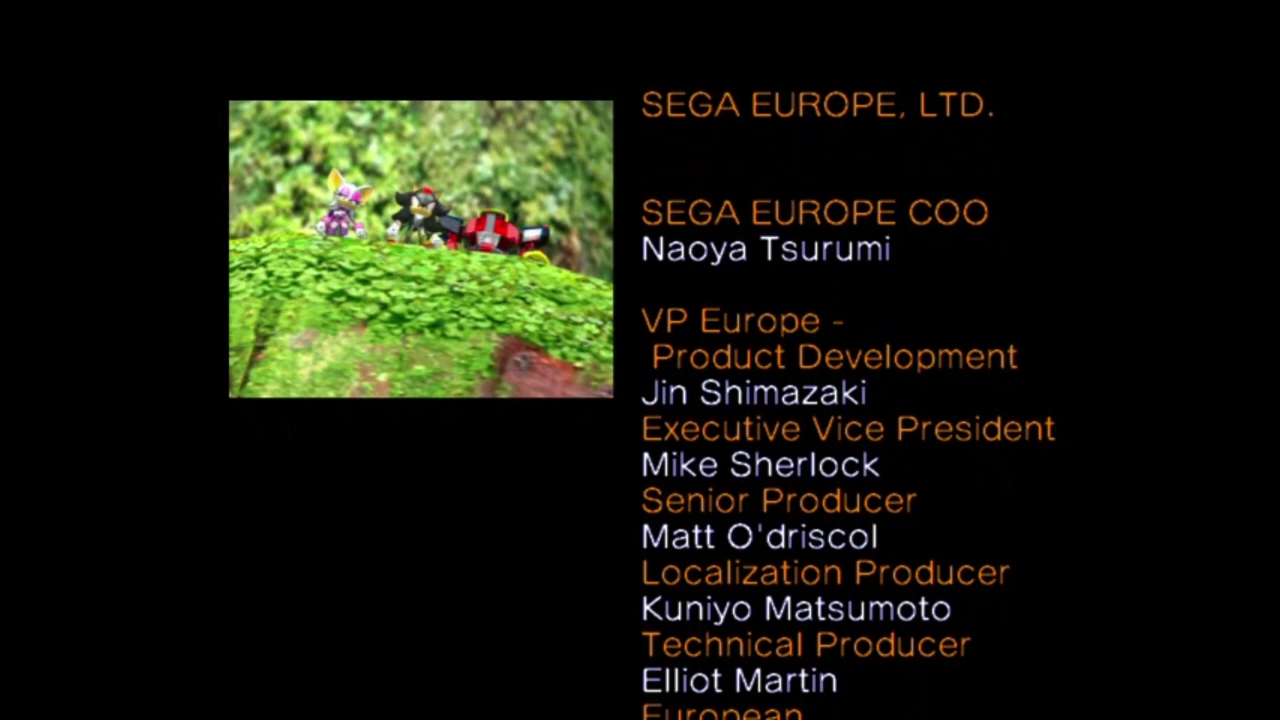 SEGA EUROPE, LTD.
SEGA EUROPE COO
Naoya Tsurumi
VP Europe -
Product Development
Jin Shimazaki
Executive Vice President
Mike Sherlock
Senior Producer
Matt O'driscol
Localization Producer
Kuniyo Matsumoto
Technical Producer
Elliot Martin
European